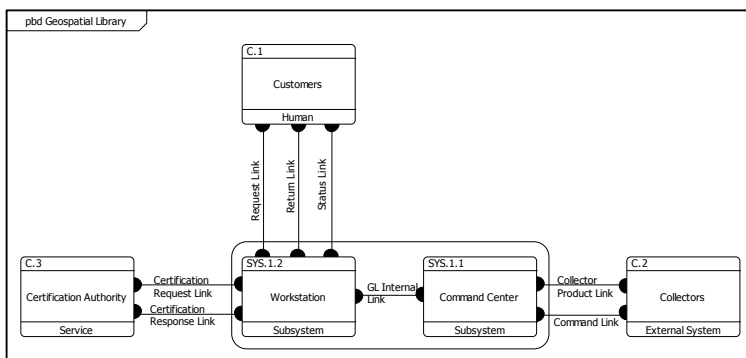 pbd Geospatial Library
C.1
Customers
Human
Request Link
Return Link
Status Link
C.3
Certification Authority
Service
Certification
Request Link
Certification
Response Link
SYS.1.2
Workstation
Subsystem
GL Internal
Link
SYS.1.1
Command Center
Subsystem
Collector
Product Link
Command Link
C.2
Collectors
External System